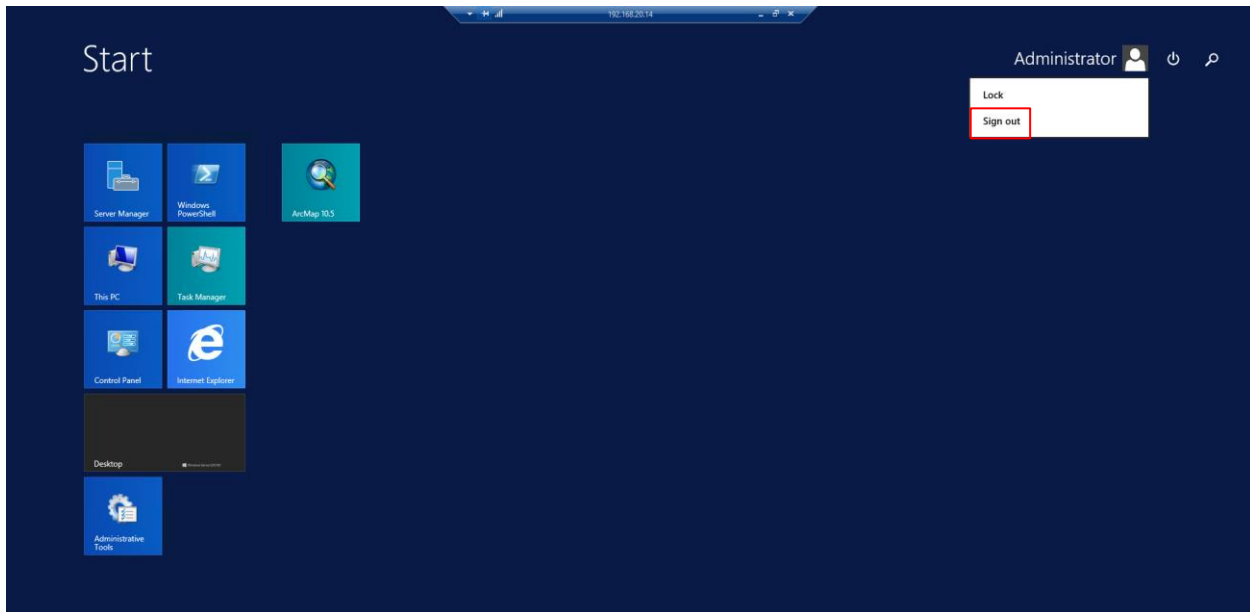 192.168.20.14
Start
Administrator
Lock
Sign out
Server Manager
Windows
PowerShell
ArcMap 10.5
This PC
Task Manager
Control Panel
Internet Explorer
Desktop
Administrative
Tools